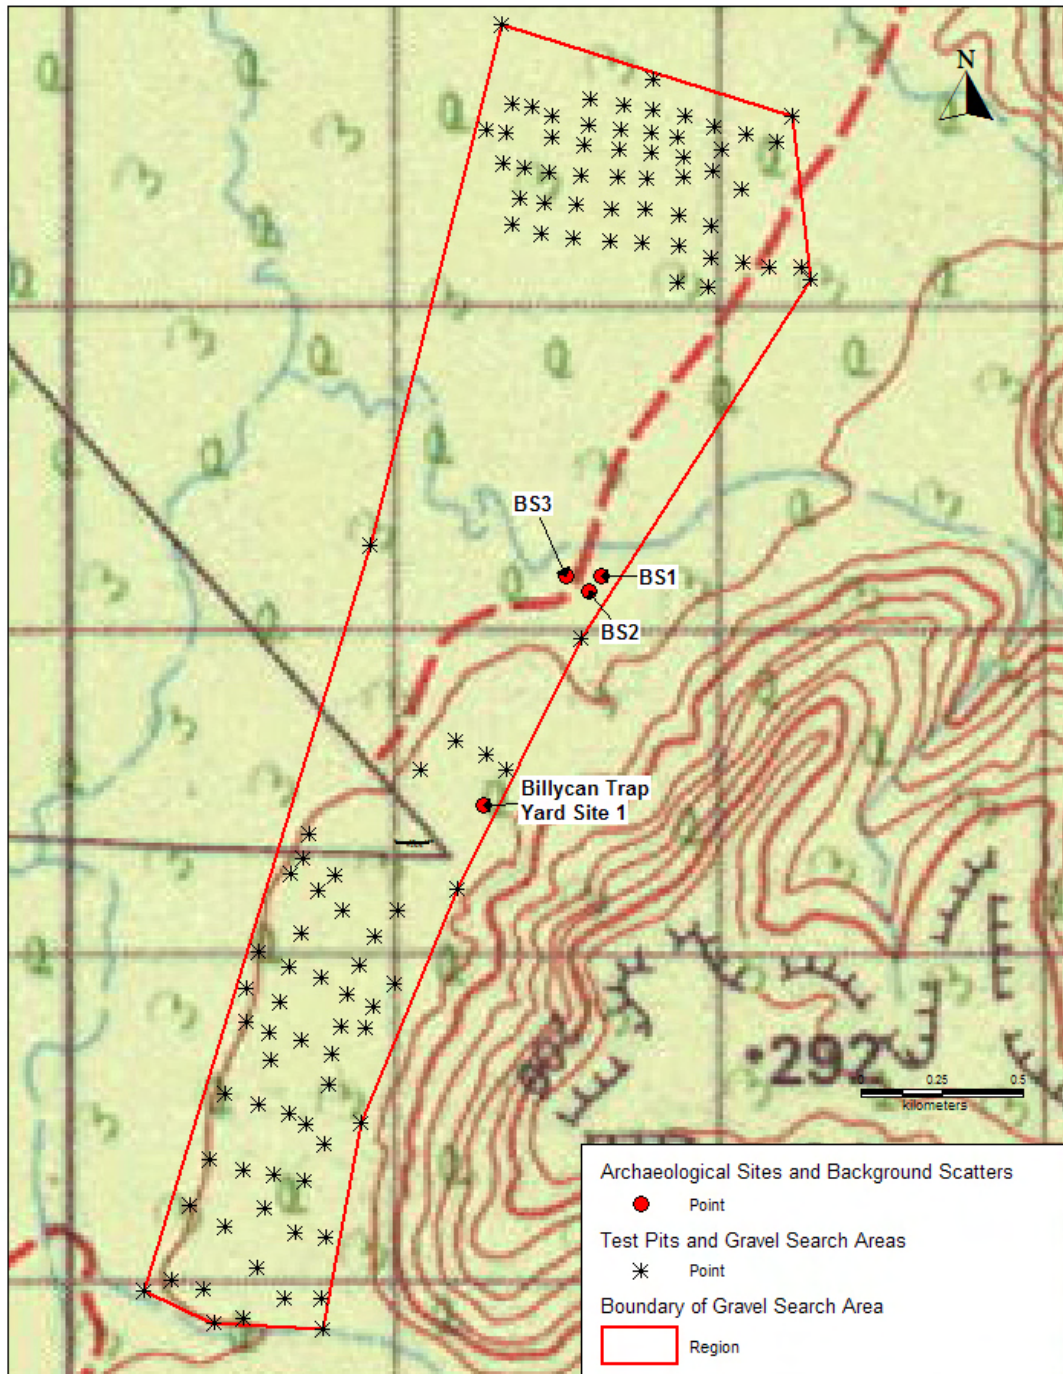 N
BS3
BS1
BS2
Billycan Trap
Yard Site 1
292
0.25
0.5
kilometers
Archaeological Sites and Background Scatters
Point
Test Pits and Gravel Search Areas
Point
Boundary of Gravel Search Area
Region